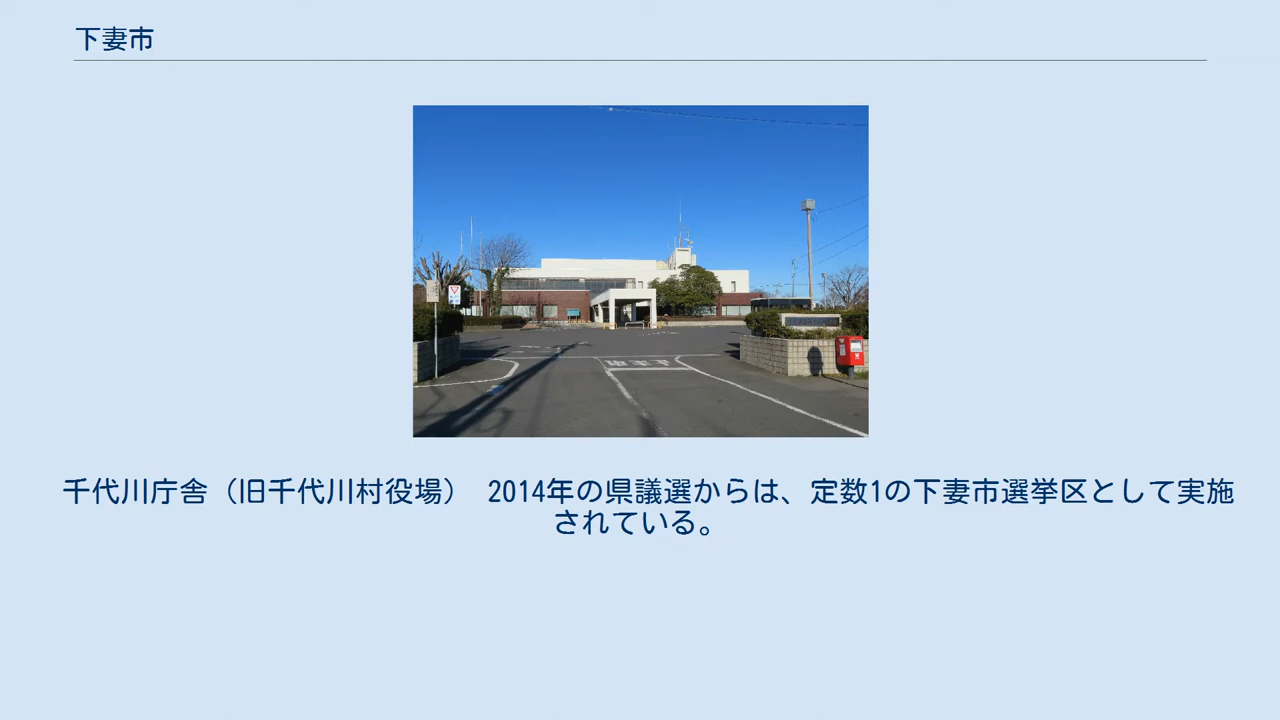 下妻市
千代川庁舎（旧千代川村役場）　2014年の県議選からは、定数1の下妻市選挙区として実施
されている。